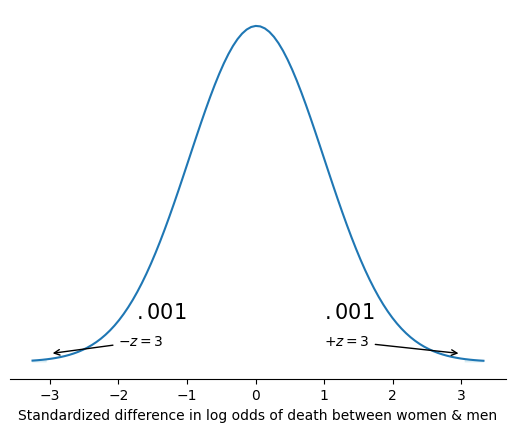 .001 .001
−z = 3 +z = 3
−3 −2 −1 0 1 2 3
Standardized difference in log odds of death between women & men